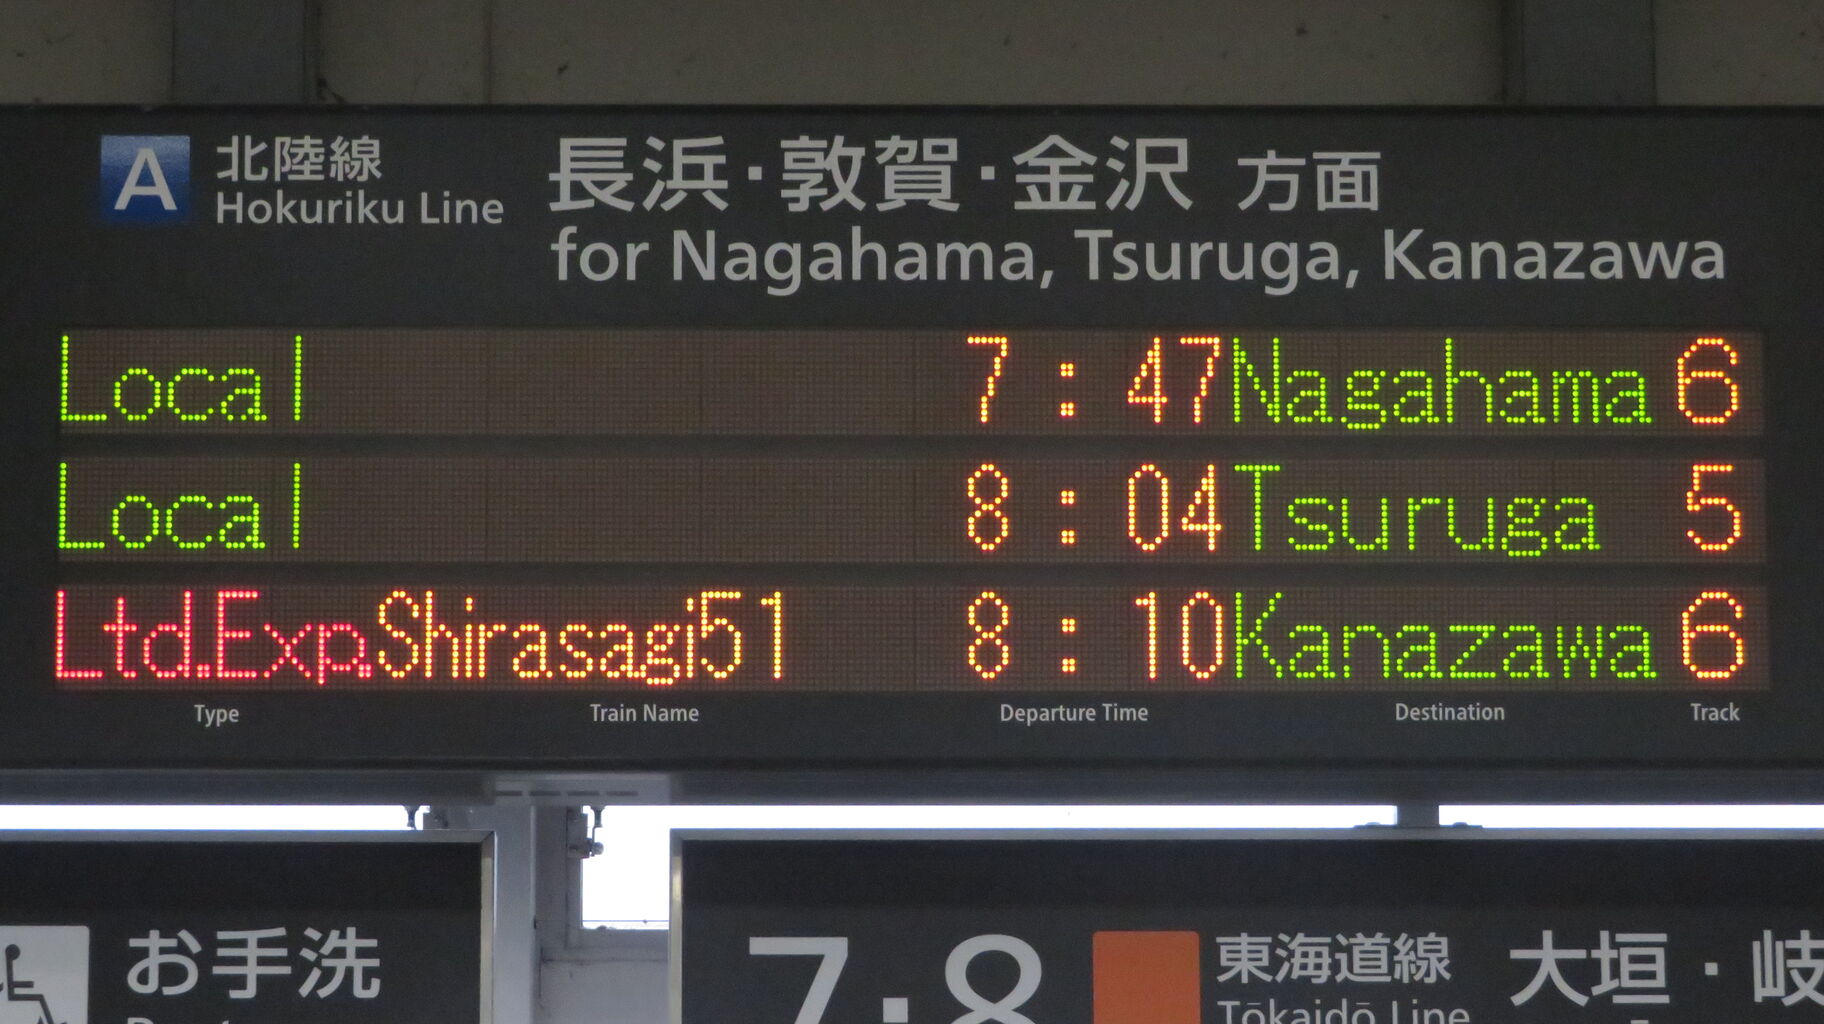 A 北陸線 長浜・敦賀・金沢 方面
Hokuriku Line for Nagahama, Tsuruga, Kanazawa
Local 7:47 Nagahama 6
Local 8:04 Tsuruga 5
Ltd.Exp. Shirasagi51 8:10 Kanazawa 6
Type Train Name Departure Time Destination Track
お手洗
7・8 東海道線 大垣・岐
Tōkaidō Line